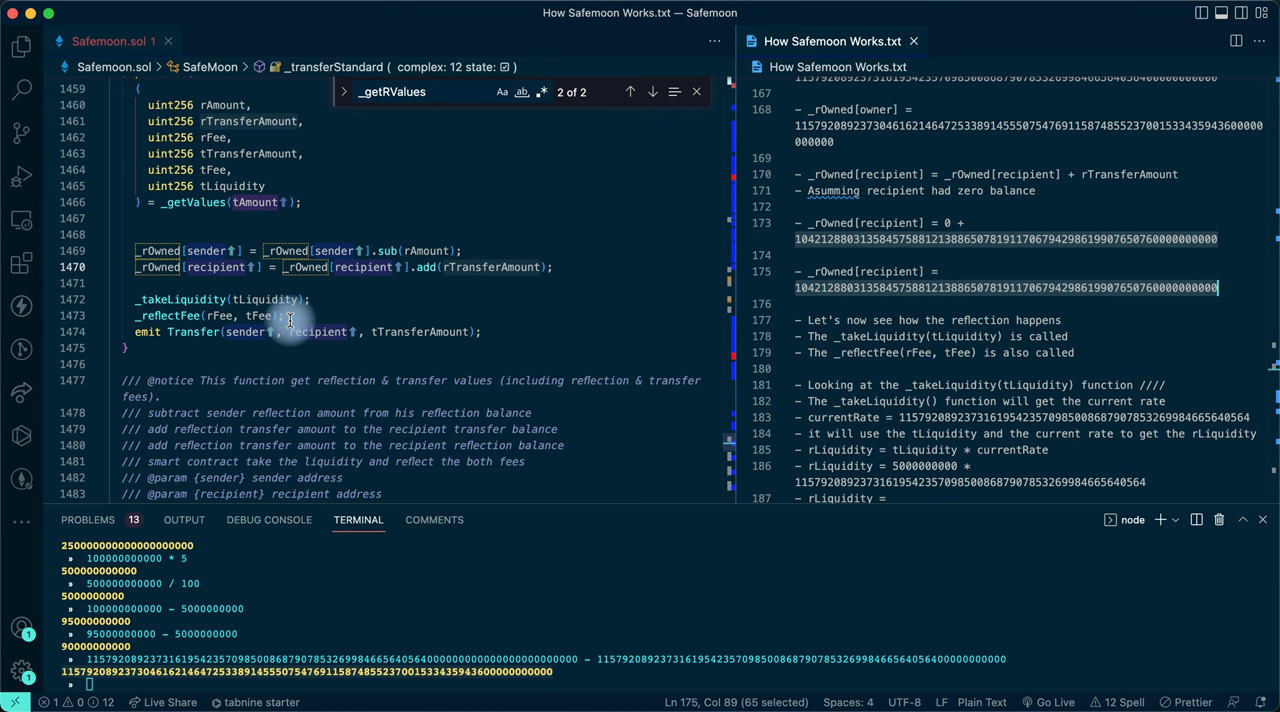 How Safemoon Works.txt — Safemoon
Safemoon.sol 1
Safemoon.sol > SafeMoon > _transferStandard ( complex: 12 state: )
_getRValues Aa ab 2 of 2
1459 (
1460 uint256 rAmount,
1461 uint256 rTransferAmount,
1462 uint256 rFee,
1463 uint256 tTransferAmount,
1464 uint256 tFee,
1465 uint256 tLiquidity
1466 ) = _getValues(tAmount);
1467
1468
1469 _rOwned[sender] = _rOwned[sender].sub(rAmount);
1470 _rOwned[recipient] = _rOwned[recipient].add(rTransferAmount);
1471
1472 _takeLiquidity(tLiquidity);
1473 _reflectFee(rFee, tFee);
1474 emit Transfer(sender, recipient, tTransferAmount);
1475 }
1476
1477 /// @notice This function get reflection & transfer values (including reflection & transfer
fees).
1478 /// subtract sender reflection amount from his reflection balance
1479 /// add reflection transfer amount to the recipient transfer balance
1480 /// add reflection transfer amount to the recipient reflection balance
1481 /// smart contract take the liquidity and reflect the both fees
1482 /// @param {sender} sender address
1483 /// @param {recipient} recipient address
How Safemoon Works.txt
How Safemoon Works.txt
167
168 - _rOwned[owner] =
115792089237304616214647253389145550754769115874855237001533435943600000
000000
169
170 - _rOwned[recipient] = _rOwned[recipient] + rTransferAmount
171 - Asumming recipient had zero balance
172
173 - _rOwned[recipient] = 0 +
10421288031358457588121388650781911706794298619907650760000000000
174
175 - _rOwned[recipient] =
10421288031358457588121388650781911706794298619907650760000000000
176
177 - Let's now see how the reflection happens
178 - The _takeLiquidity(tLiquidity) is called
179 - The _reflectFee(rFee, tFee) is also called
180
181 - Looking at the _takeLiquidity(tLiquidity) function ////
182 - The _takeLiquidity() function will get the current rate
183 - currentRate = 115792089237316195423570985008687907853269984665640564
184 - it will use the tLiquidity and the current rate to get the rLiquidity
185 - rLiquidity = tLiquidity * currentRate
186 - rLiquidity = 5000000000 *
115792089237316195423570985008687907853269984665640564
187 - rLiquidity =
PROBLEMS 13 OUTPUT DEBUG CONSOLE TERMINAL COMMENTS
node
25000000000000000000000
» 100000000000 * 5
500000000000
» 500000000000 / 100
5000000000
» 100000000000 - 5000000000
95000000000
» 95000000000 - 5000000000
90000000000
»
1 0 12 Live Share tabnine starter
Ln 175, Col 89 (65 selected) Spaces: 4 UTF-8 LF Plain Text Go Live 12 Spell Prettier